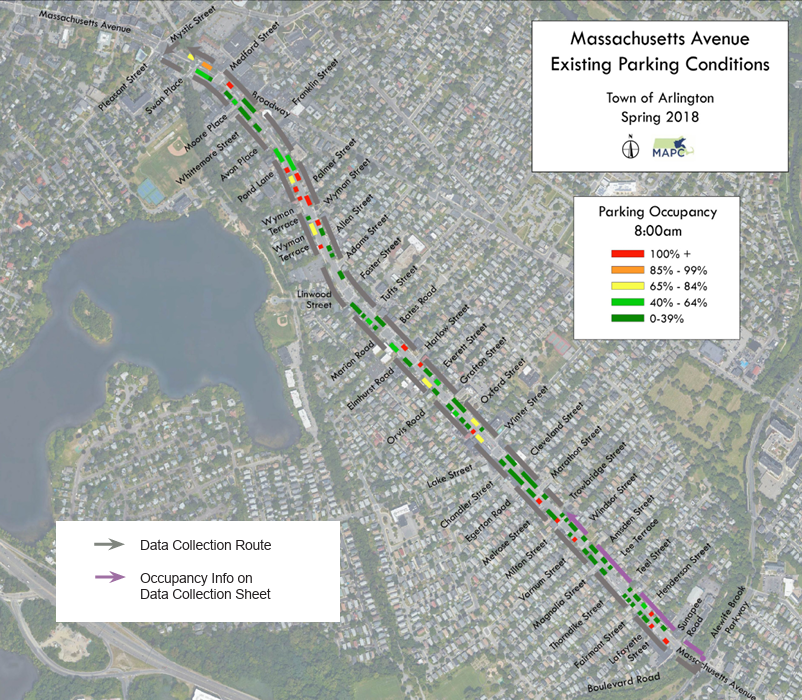 Massachusetts Avenue
Existing Parking Conditions
Town of Arlington
Spring 2018
N
MAPC
Parking Occupancy
8:00am
100% +
85% - 99%
65% - 84%
40% - 64%
0-39%
Massachusetts Avenue
Mystic Street
Medford Street
Pleasant Street
Swan Place
Broadway
Franklin Street
Moore Place
Whittemore Street
Avon Place
Pond Lane
Palmer Street
Wyman Street
Wyman
Terrace
Allen Street
Wyman
Terrace
Adams Street
Foster Street
Linwood
Street
Tufts Street
Bates Road
Marion Road
Harlow Street
Everett Street
Elmhurst Road
Grafton Street
Oxford Street
Orvis Road
Winter Street
Cleveland Street
Lake Street
Marathon Street
Chandler Street
Trowbridge Street
Egerton Road
Windsor Street
Melrose Street
Amsden Street
Milton Street
Lee Terrace
Varnum Street
Teel Street
Magnolia Street
Henderson Street
Thorndike Street
Sunapee
Road
Alewife Brook
Parkway
Fairmont Street
Lafayette
Street
Boulevard Road
Massachusetts Avenue
Data Collection Route
Occupancy Info on
Data Collection Sheet